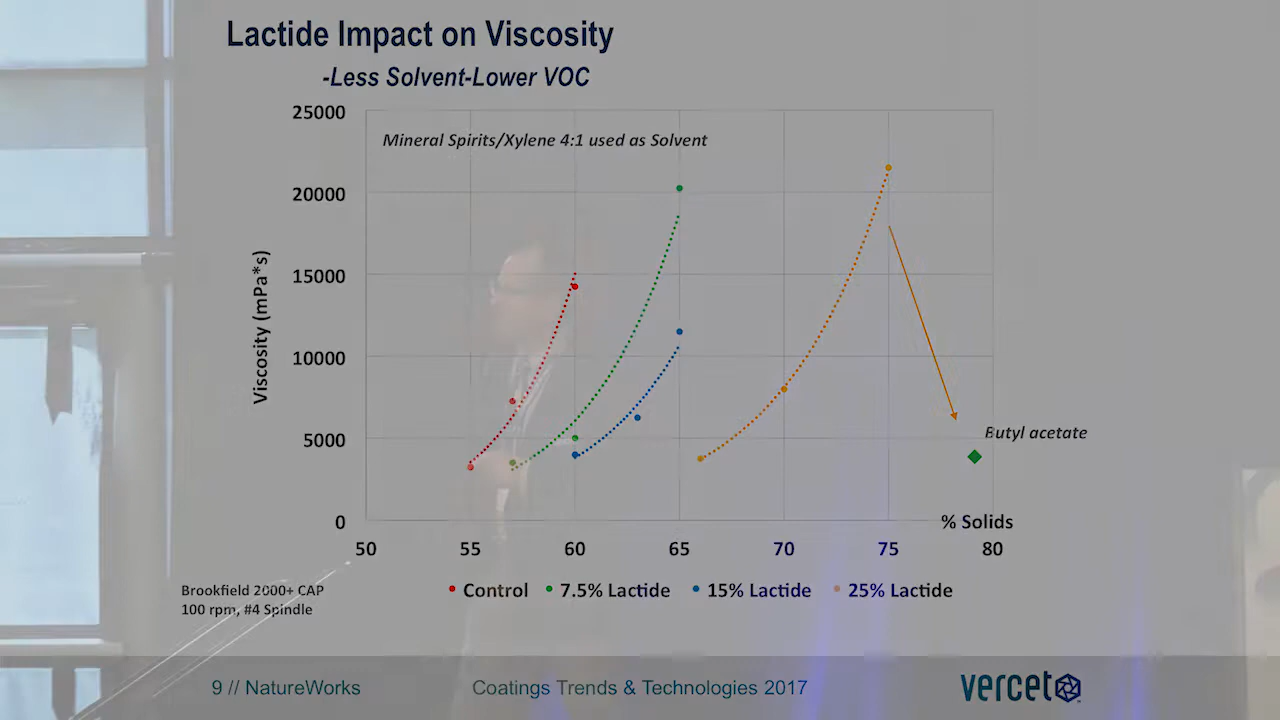 Lactide Impact on Viscosity
-Less Solvent-Lower VOC
25000
Mineral Spirits/Xylene 4:1 used as Solvent
20000
15000
10000
5000
0
Viscosity (mPa*s)
Butyl acetate
% Solids
50 55 60 65 70 75 80
Control 7.5% Lactide 15% Lactide 25% Lactide
Brookfield 2000+ CAP
100 rpm, #4 Spindle
9 // NatureWorks Coatings Trends & Technologies 2017 vercet